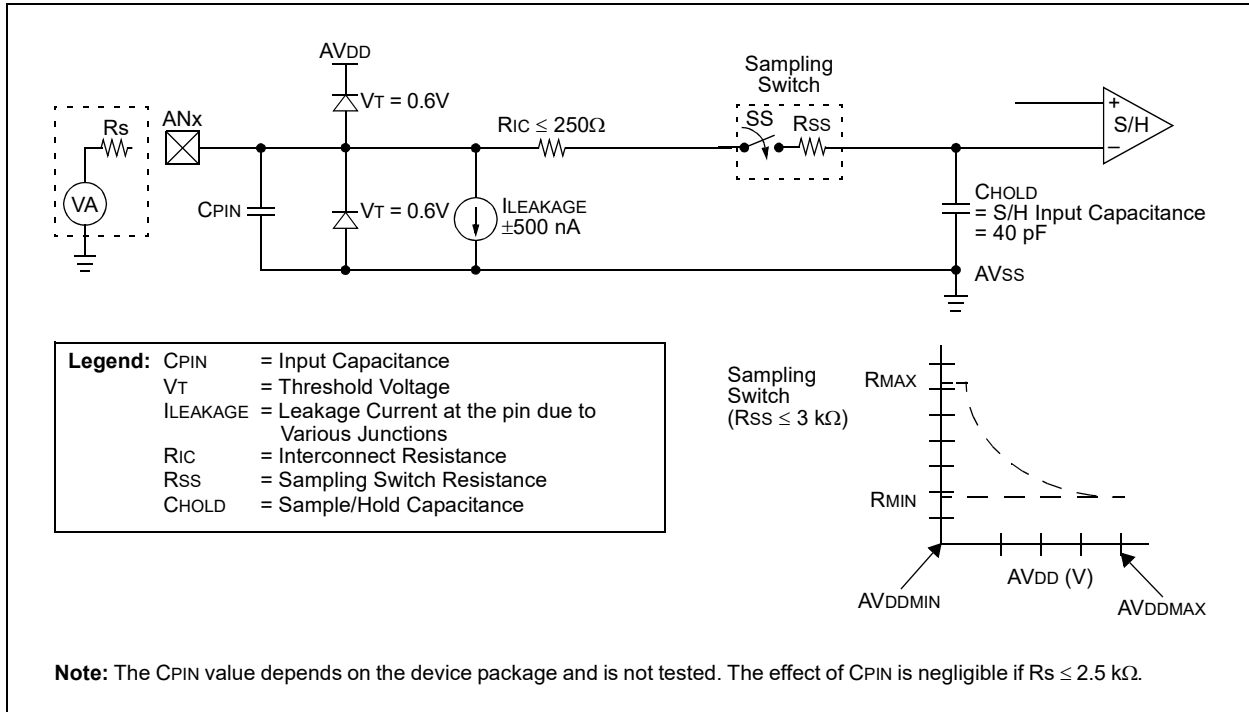 AVDD
VT = 0.6V
Sampling
Switch
Rs
ANx
RIC ≤ 250Ω
SS
RSS
+
S/H
–
VA
CPIN
VT = 0.6V
ILEAKAGE
±500 nA
CHOLD
= S/H Input Capacitance
= 40 pF
AVSS
Legend: CPIN = Input Capacitance
VT = Threshold Voltage
ILEAKAGE = Leakage Current at the pin due to
Various Junctions
RIC = Interconnect Resistance
RSS = Sampling Switch Resistance
CHOLD = Sample/Hold Capacitance
Sampling
Switch
(RSS ≤ 3 kΩ)
RMAX
RMIN
AVDD (V)
AVDDMIN
AVDDMAX
Note: The CPIN value depends on the device package and is not tested. The effect of CPIN is negligible if Rs ≤ 2.5 kΩ.